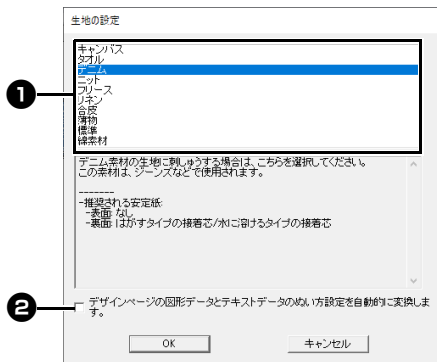 生地の設定
キャンバス
タオル
デニム
ニット
フリース
リネン
合皮
薄物
標準
綿素材
デニム素材の生地に刺しゅうする場合は、こちらを選択してください。
この素材は、ジーンズなどで使用されます。
-------
-推奨される安定紙:
-表面: なし
-裏面: はがすタイプの接着芯/水に溶けるタイプの接着芯
デザインページの図形データとテキストデータのぬい方設定を自動的に変換しま
す。
OK
キャンセル
1
2